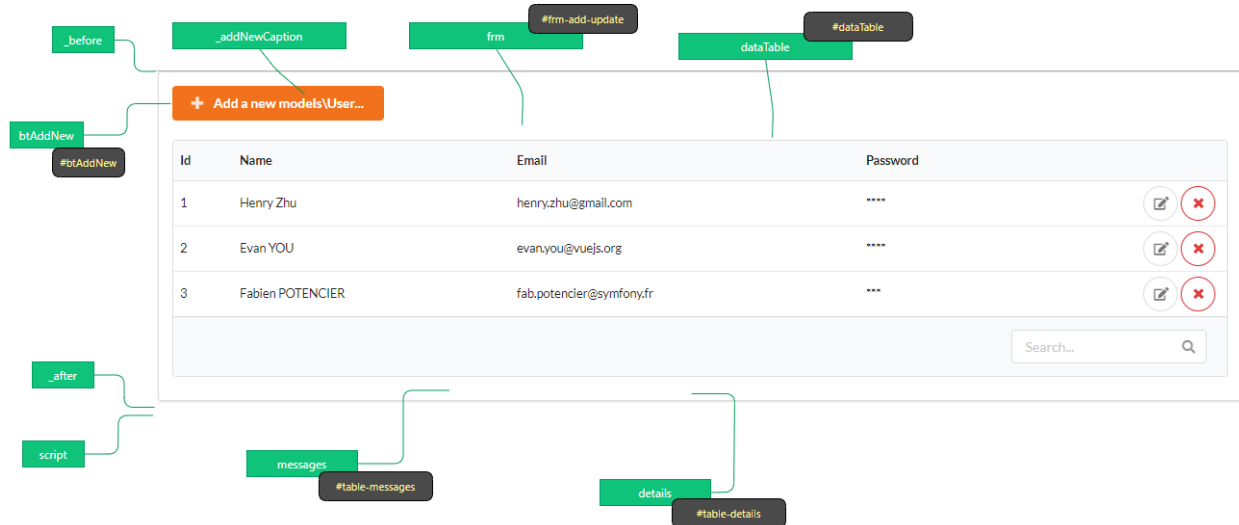 #frm-add-update
#dataTable
_before
_addNewCaption
frm
dataTable
Add a new models\User...
btAddNew
#btAddNew
Id Name Email Password
1 Henry Zhu henry.zhu@gmail.com ****
2 Evan YOU evan.you@vuejs.org ****
3 Fabien POTENCIER fab.potencier@symfony.fr ***
Search...
_after
script
messages
#table-messages
details
#table-details